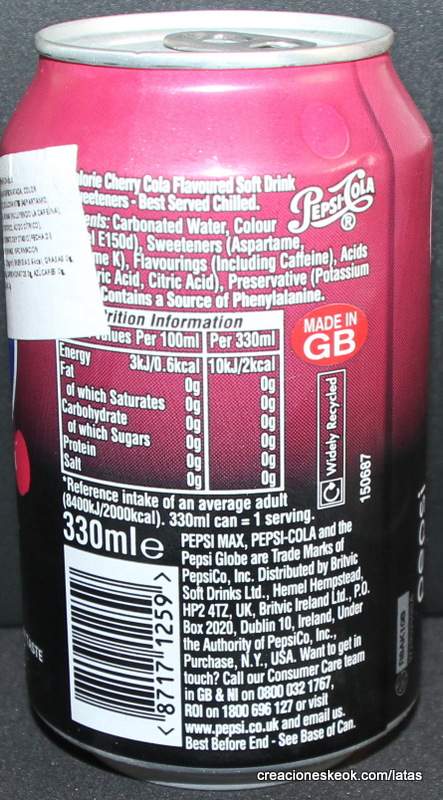 Cherry Cola Flavoured Soft Drink
- Best Served Chilled.
PEPSI-COLA
®
Carbonated Water, Colour
E150d), Sweeteners (Aspartame,
K), Flavourings (Including Caffeine), Acids
Acid, Citric Acid), Preservative (Potassium
Contains a Source of Phenylalanine.
Information
Per 100ml Per 330ml
Energy 3kJ/0.6kcal 10kJ/2kcal
Fat 0g 0g
of which Saturates 0g 0g
Carbohydrate 0g 0g
of which Sugars 0g 0g
Protein 0g 0g
Salt 0g 0g
MADE IN
GB
Widely Recycled
150687
*Reference intake of an average adult
(8400kJ/2000kcal). 330ml can = 1 serving.
330ml e
PEPSI MAX, PEPSI-COLA and the
Pepsi Globe are Trade Marks of
PepsiCo, Inc. Distributed by Britvic
Soft Drinks Ltd., Hemel Hempstead,
HP2 4TZ, UK, Britvic Ireland Ltd., P.O.
Box 2020, Dublin 10, Ireland, Under
the Authority of PepsiCo, Inc.,
Purchase, N.Y., USA. Want to get in
touch? Call our Consumer Care team
in GB & NI on 0800 032 1767,
ROI on 1800 696 127 or visit
www.pepsi.co.uk and email us.
Best Before End - See Base of Can.
< 8717 1259 >
creacioneskeok.com/latas